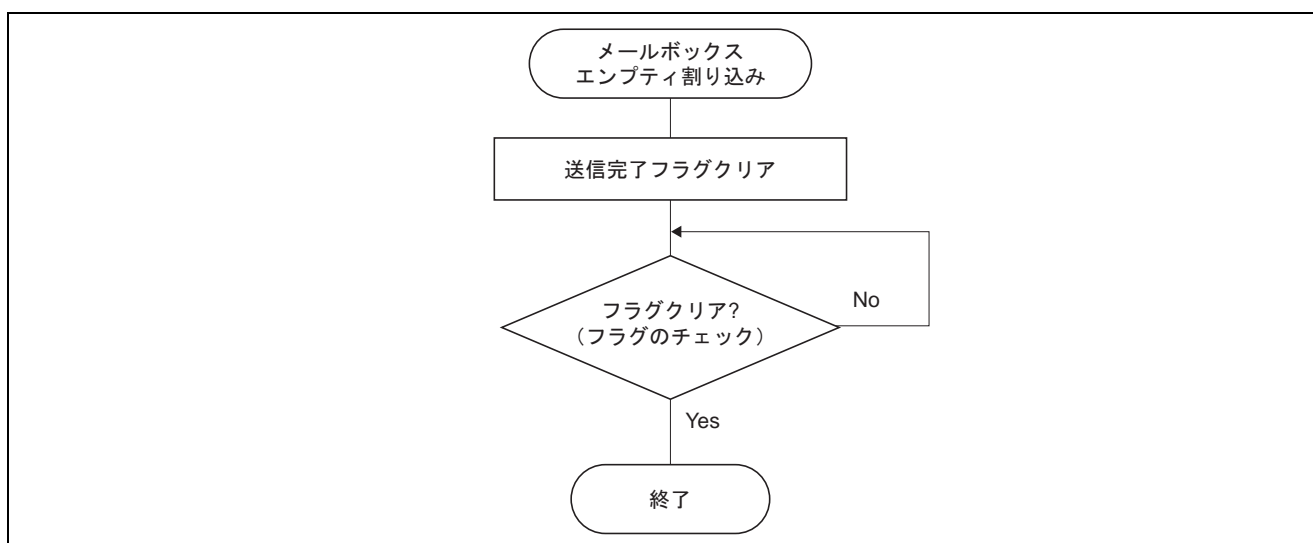 メールボックス
エンプティ割り込み
送信完了フラグクリア
フラグクリア?
（フラグのチェック）
No
Yes
終了